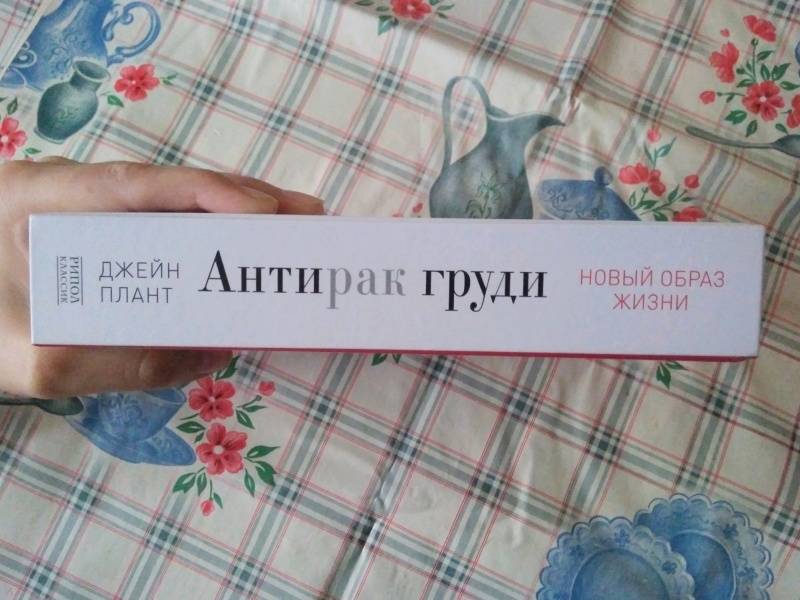 РИПОЛ
КЛАССИК
ДЖЕЙН
ПЛАНТ
Антирак груди
НОВЫЙ ОБРАЗ
ЖИЗНИ